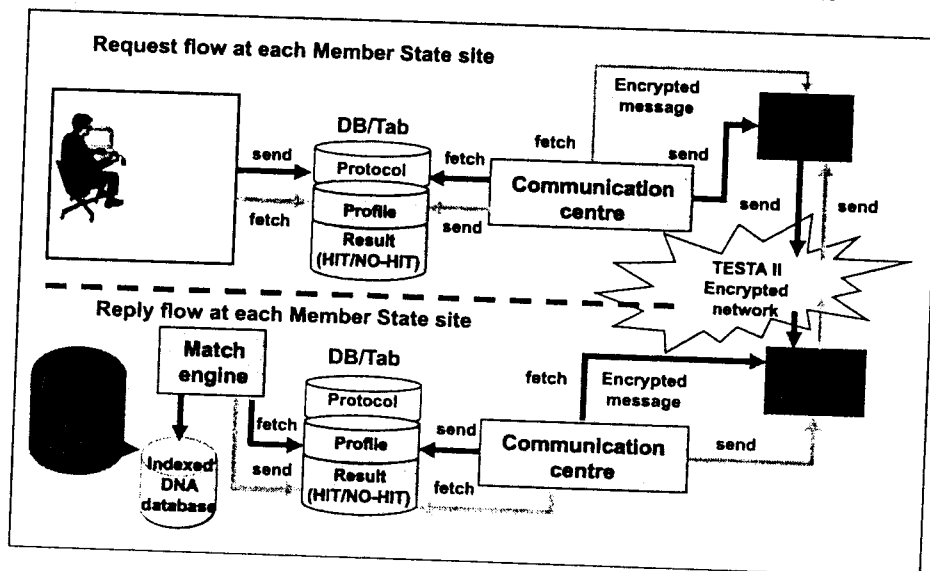 Request flow at each Member State site
Encrypted
message
DB/Tab
send
fetch
fetch
send
Protocol
Communication
centre
Profile
fetch
send
send
send
Result
(HIT/NO-HIT)
TESTA II
Encrypted
network
Reply flow at each Member State site
Match
engine
DB/Tab
fetch
Encrypted
message
Protocol
fetch
send
Profile
Communication
centre
send
Indexed
DNA
database
send
Result
(HIT/NO-HIT)
fetch